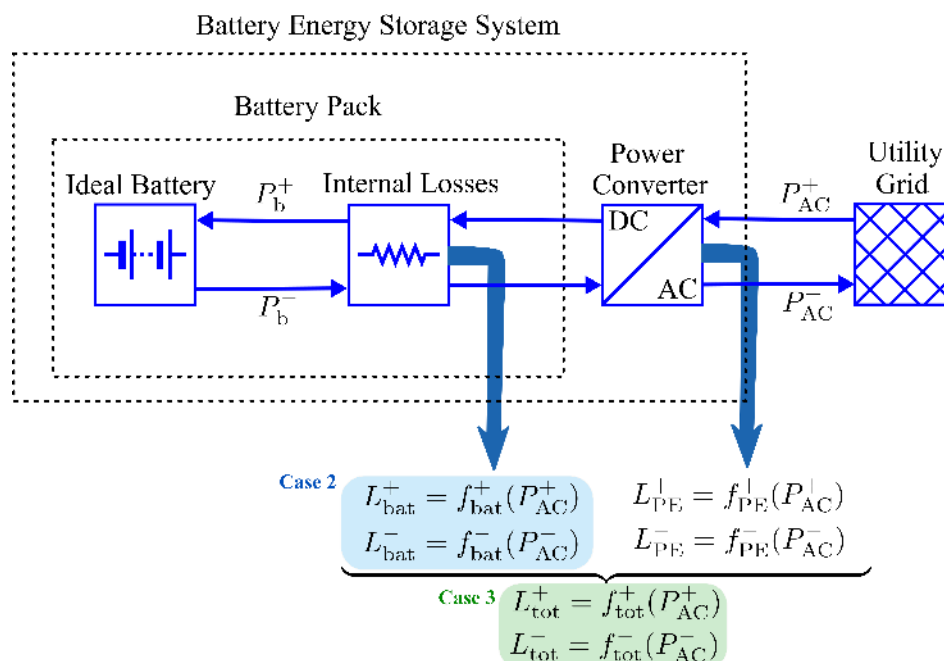 Battery Energy Storage System
Battery Pack
Ideal Battery
P_b^+
P_b^-
Internal Losses
Power
Converter
DC
AC
P_AC^+
P_AC^-
Utility
Grid
Case 2
L_bat^+ = f_bat^+(P_AC^+)
L_bat^- = f_bat^-(P_AC^-)
L_PE^+ = f_PE^+(P_AC^+)
L_PE^- = f_PE^-(P_AC^-)
Case 3
L_tot^+ = f_tot^+(P_AC^+)
L_tot^- = f_tot^-(P_AC^-)